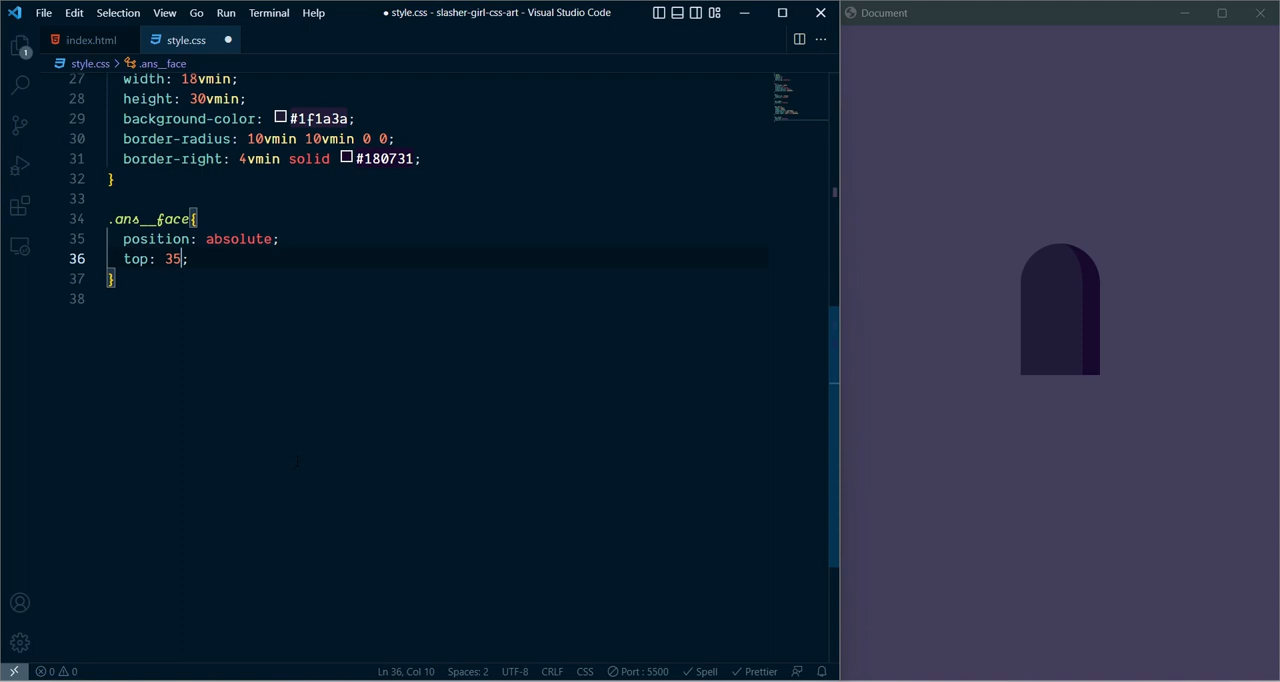 File Edit Selection View Go Run Terminal Help ● style.css - slasher-girl-css-art - Visual Studio Code
Document
index.html style.css ●
style.css > .ans__face
27 width: 18vmin;
28 height: 30vmin;
29 background-color: #1f1a3a;
30 border-radius: 10vmin 10vmin 0 0;
31 border-right: 4vmin solid #180731;
32 }
33
34 .ans__face{
35 position: absolute;
36 top: 35;
37 }
38
1
0 0 Ln 36, Col 10 Spaces: 2 UTF-8 CRLF CSS Port : 5500 Spell Prettier